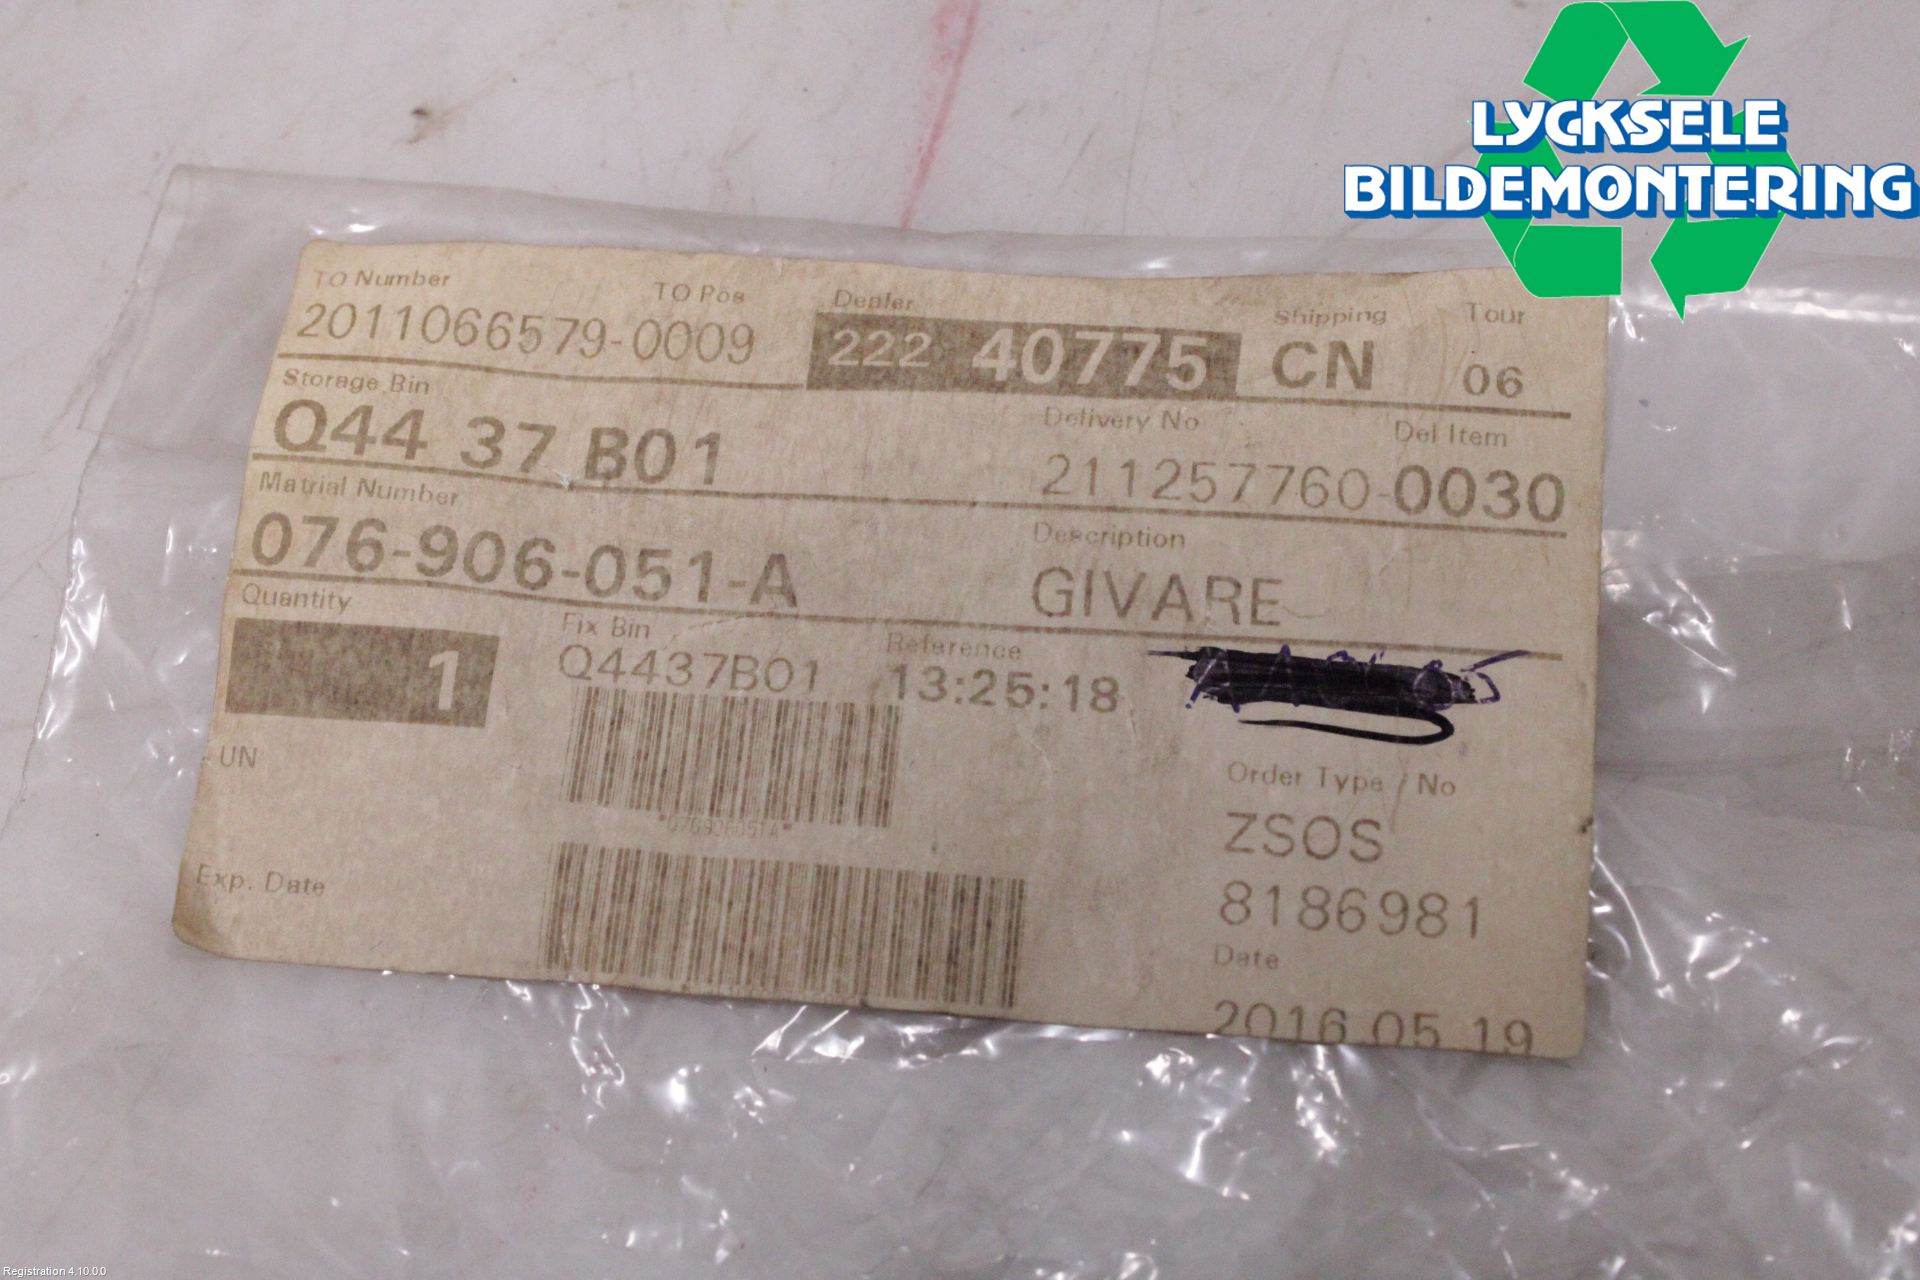 LYCKSELE
BILDEMONTERING
TO Number TO Pos Dealer Shipping Tour
2011066579-0009 222 40775 CN 06
Storage Bin Delivery No Del Item
Q44 37 B01 211257760-0030
Matrial Number Description
076-906-051-A GIVARE
Quantity Fix Bin Reference
1 Q4437B01 13:25:18
UN
*076906051A*
Order Type / No
ZSOS
8186981
Exp. Date
Date
2016.05.19
Registration 4.10.0.0